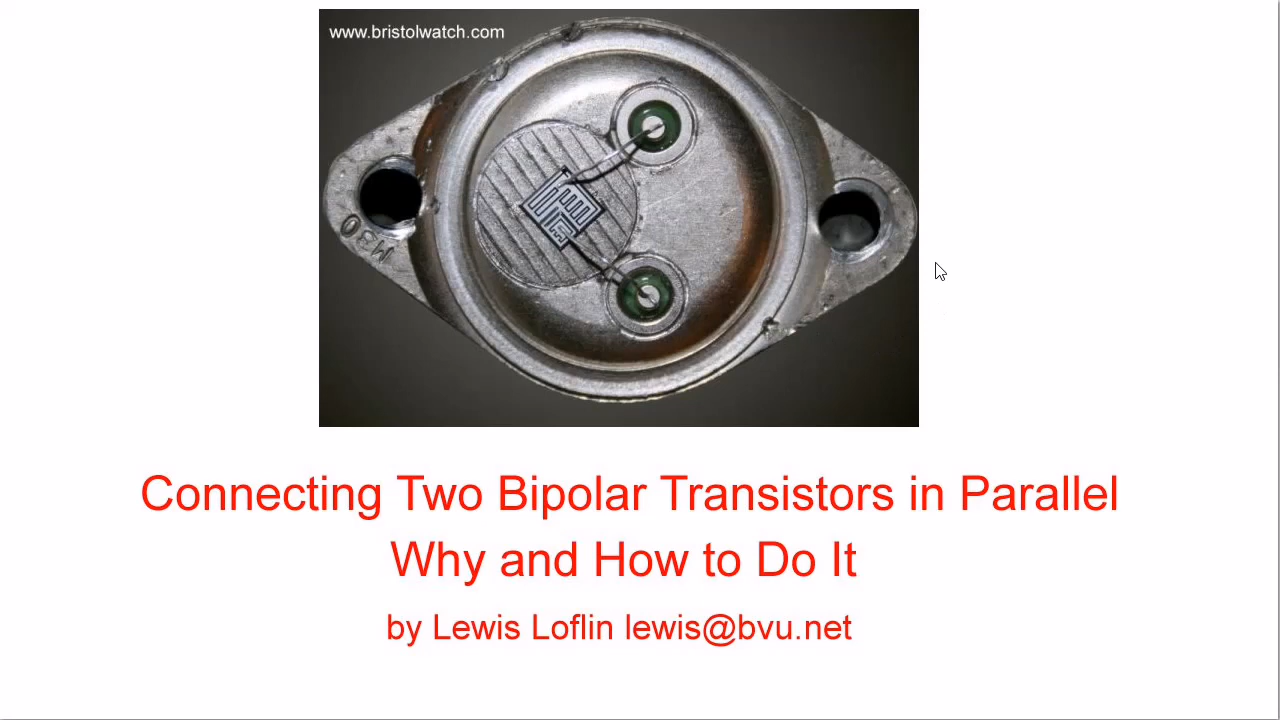 www.bristolwatch.com
M30
Connecting Two Bipolar Transistors in Parallel
Why and How to Do It
by Lewis Loflin lewis@bvu.net